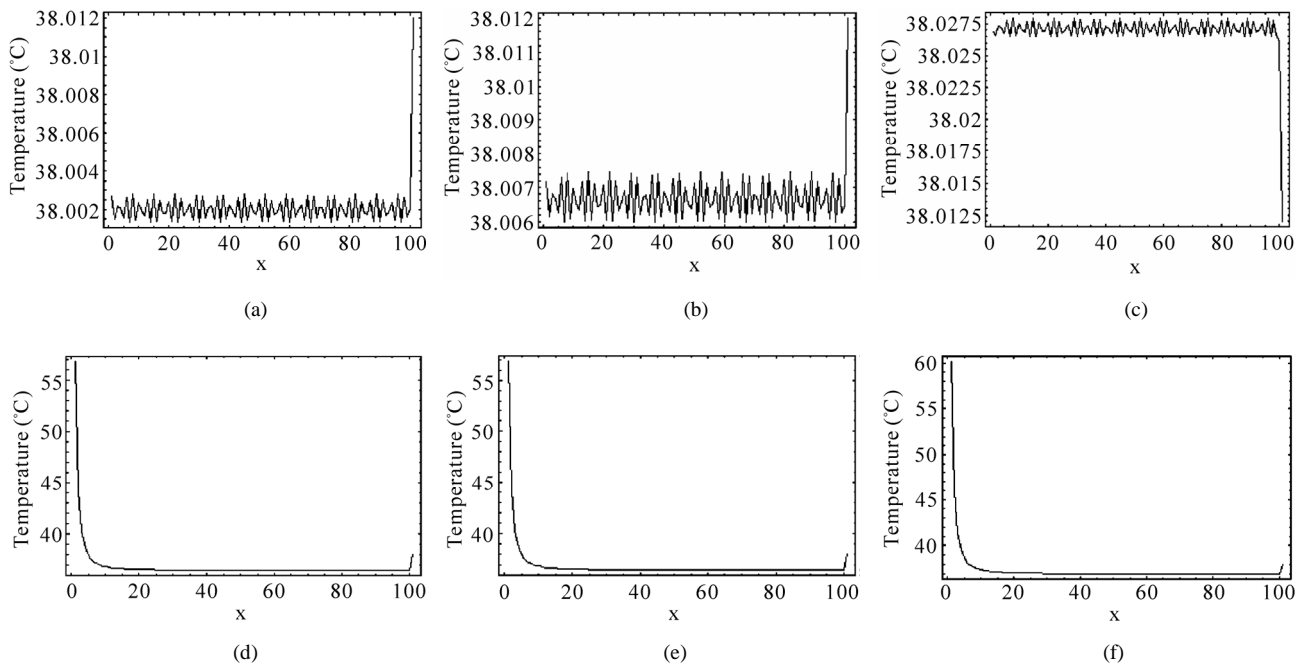 38.012
38.01
38.008
38.006
38.004
38.002
Temperature (°C)
0 20 40 60 80 100
x
(a)
38.012
38.011
38.01
38.009
38.008
38.007
38.006
Temperature (°C)
0 20 40 60 80 100
x
(b)
38.0275
38.025
38.0225
38.02
38.0175
38.015
38.0125
Temperature (°C)
0 20 40 60 80 100
x
(c)
55
50
45
40
Temperature (°C)
0 20 40 60 80 100
x
(d)
55
50
45
40
Temperature (°C)
0 20 40 60 80 100
x
(e)
60
55
50
45
40
Temperature (°C)
0 20 40 60 80 100
x
(f)